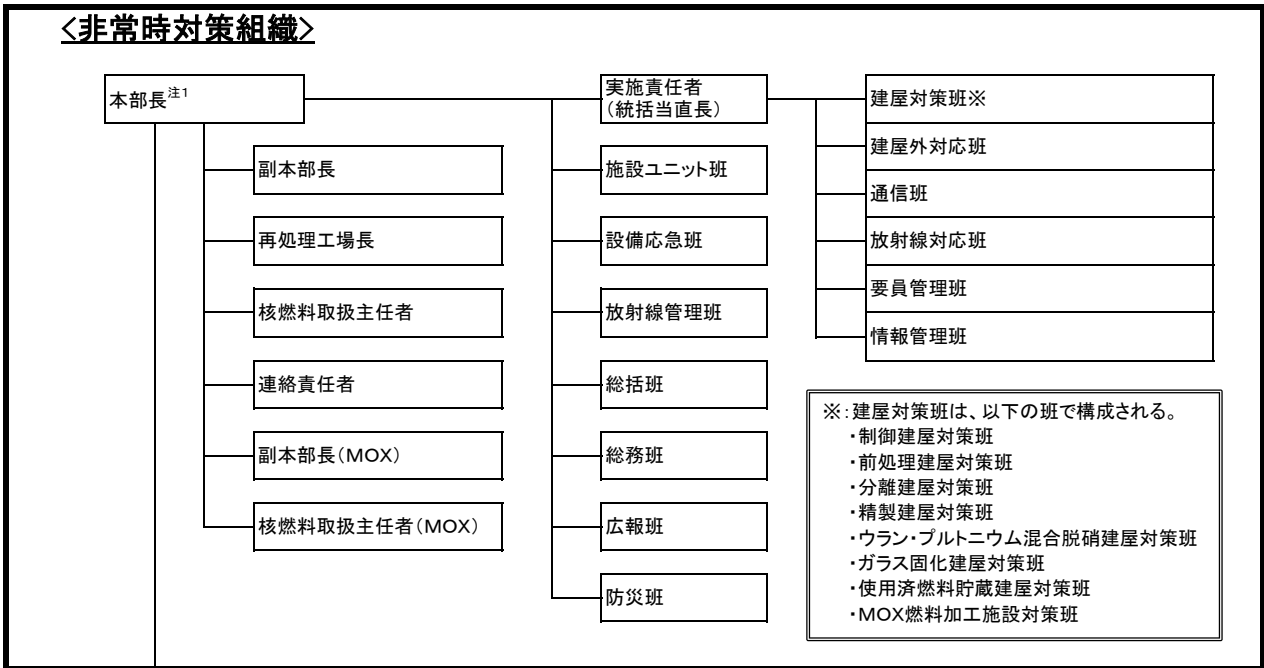 <非常時対策組織>
本部長注1
副本部長
再処理工場長
核燃料取扱主任者
連絡責任者
副本部長(MOX)
核燃料取扱主任者(MOX)
実施責任者
(統括当直長)
施設ユニット班
設備応急班
放射線管理班
総括班
総務班
広報班
防災班
建屋対策班※
建屋外対応班
通信班
放射線対応班
要員管理班
情報管理班
※:建屋対策班は、以下の班で構成される。
・制御建屋対策班
・前処理建屋対策班
・分離建屋対策班
・精製建屋対策班
・ウラン・プルトニウム混合脱硝建屋対策班
・ガラス固化建屋対策班
・使用済燃料貯蔵建屋対策班
・MOX燃料加工施設対策班